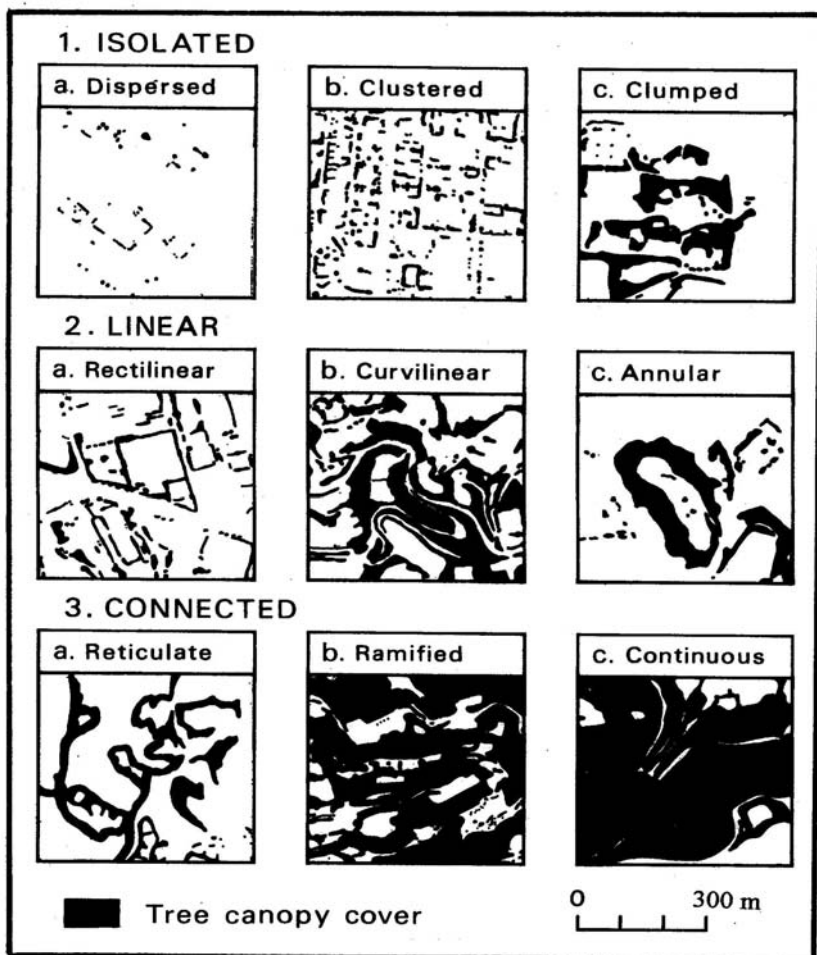 1. ISOLATED
a. Dispersed
b. Clustered
c. Clumped
2. LINEAR
a. Rectilinear
b. Curvilinear
c. Annular
3. CONNECTED
a. Reticulate
b. Ramified
c. Continuous
Tree canopy cover
0 300 m